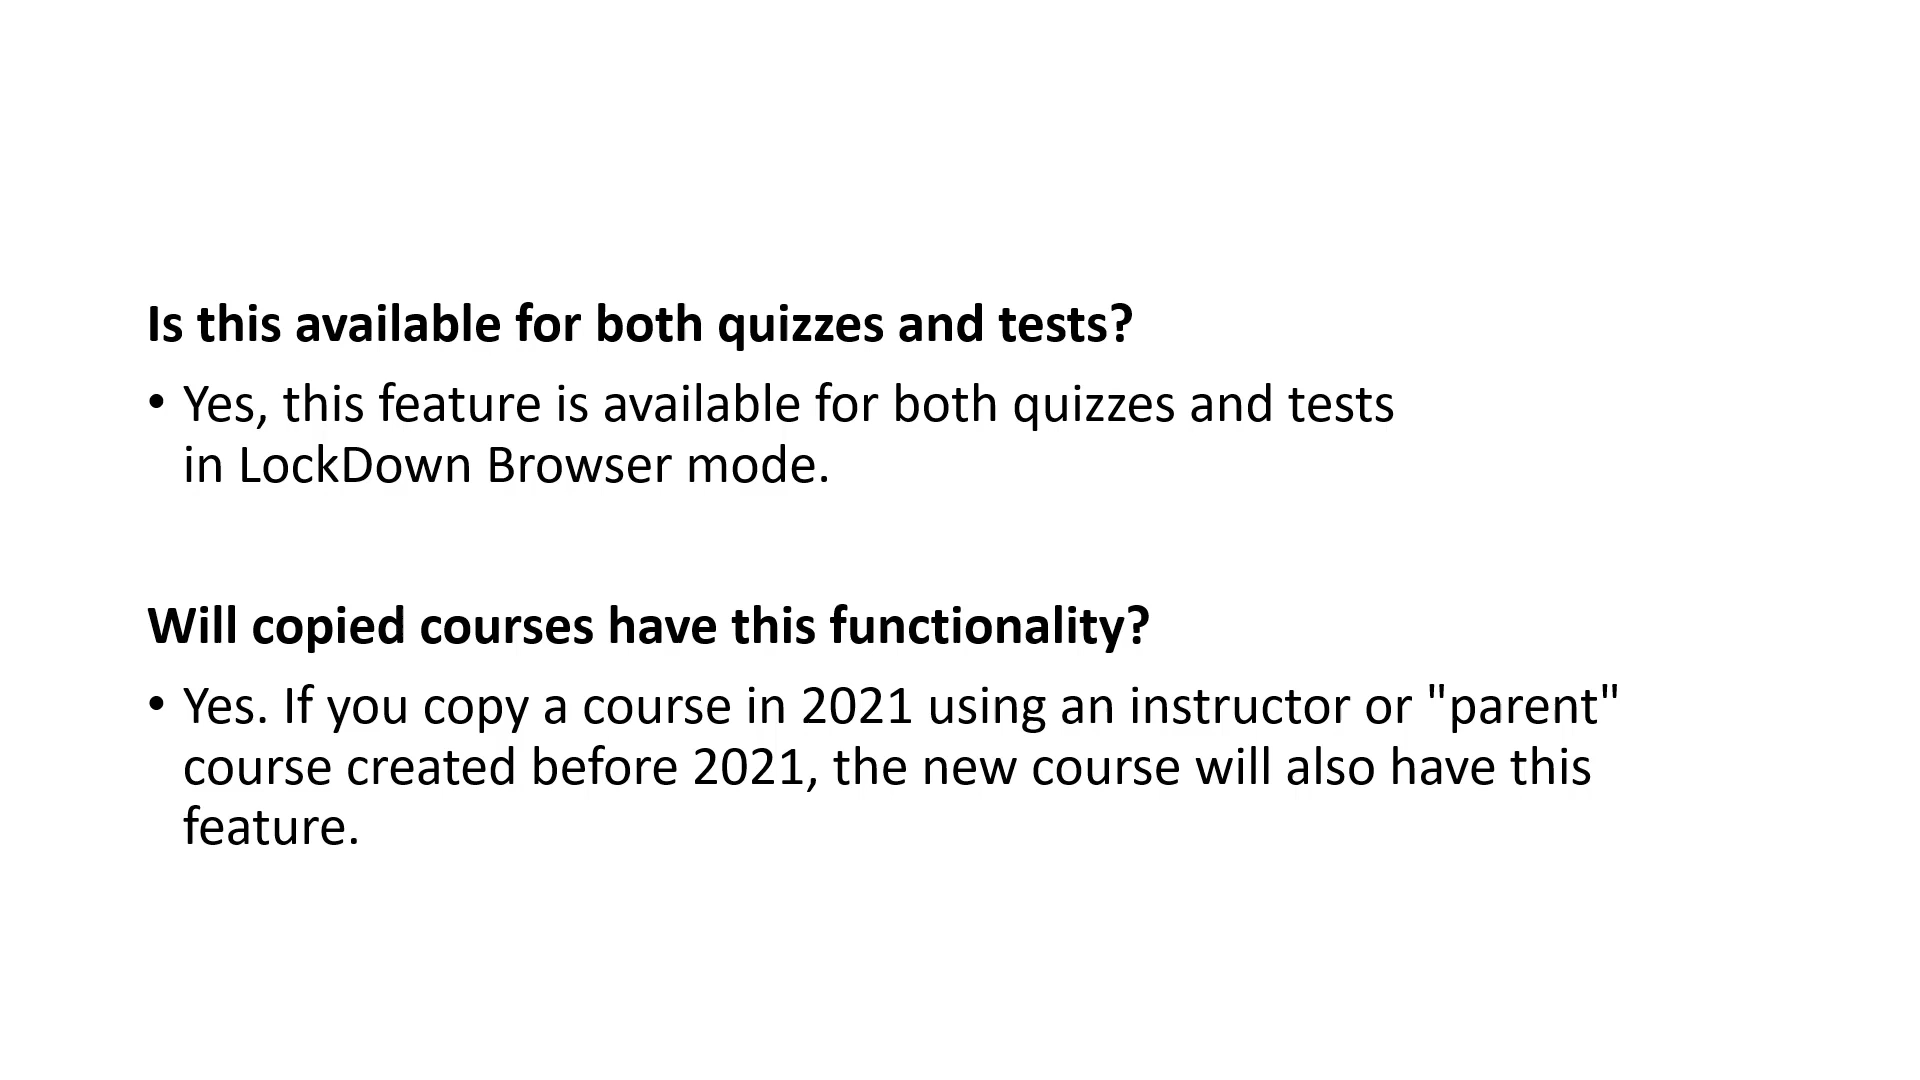 Is this available for both quizzes and tests?
• Yes, this feature is available for both quizzes and tests
in LockDown Browser mode.
Will copied courses have this functionality?
• Yes. If you copy a course in 2021 using an instructor or "parent"
course created before 2021, the new course will also have this
feature.